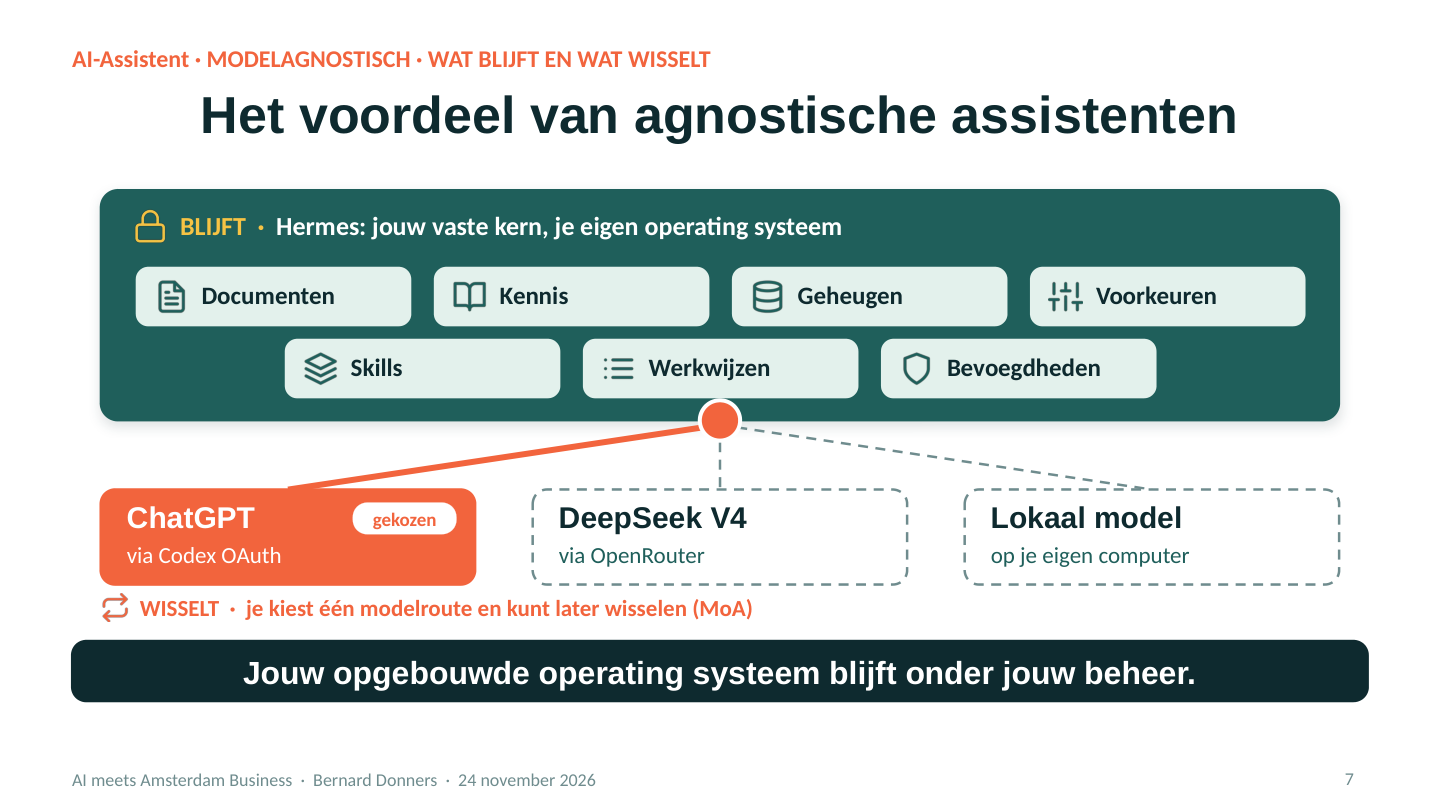 AI-Assistent · MODELAGNOSTISCH · WAT BLIJFT EN WAT WISSELT
Het voordeel van agnostische assistenten
BLIJFT · Hermes: jouw vaste kern, je eigen operating systeem
Documenten
Kennis
Geheugen
Voorkeuren
Skills
Werkwijzen
Bevoegdheden
ChatGPT
gekozen
via Codex OAuth
DeepSeek V4
via OpenRouter
Lokaal model
op je eigen computer
WISSELT · je kiest één modelroute en kunt later wisselen (MoA)
Jouw opgebouwde operating systeem blijft onder jouw beheer.
AI meets Amsterdam Business · Bernard Donners · 24 november 2026
7